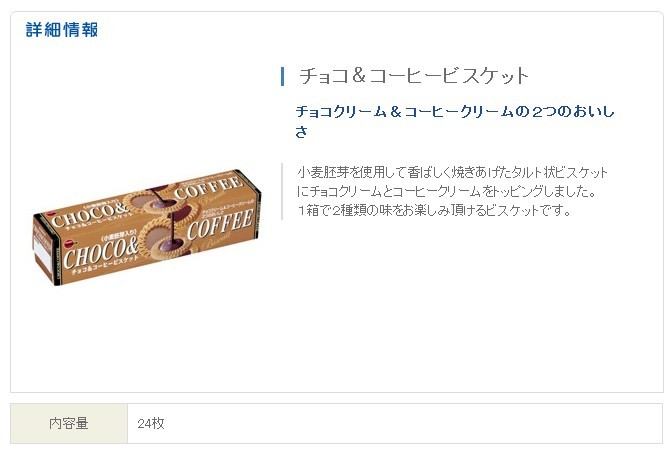 詳細情報
チョコ＆コーヒービスケット
チョコクリーム＆コーヒークリームの２つのおいし
さ
小麦胚芽を使用して香ばしく焼きあげたタルト状ビスケット
にチョコクリームとコーヒークリームをトッピングしました。
１箱で２種類の味をお楽しみ頂けるビスケットです。
(小麦胚芽入り)
CHOCO&
COFFEE
チョコ&コーヒービスケット
(小麦胚芽入り)
CHOCO&
COFFEE
Biscuit
チョコ&コーヒービスケット
内容量
24枚